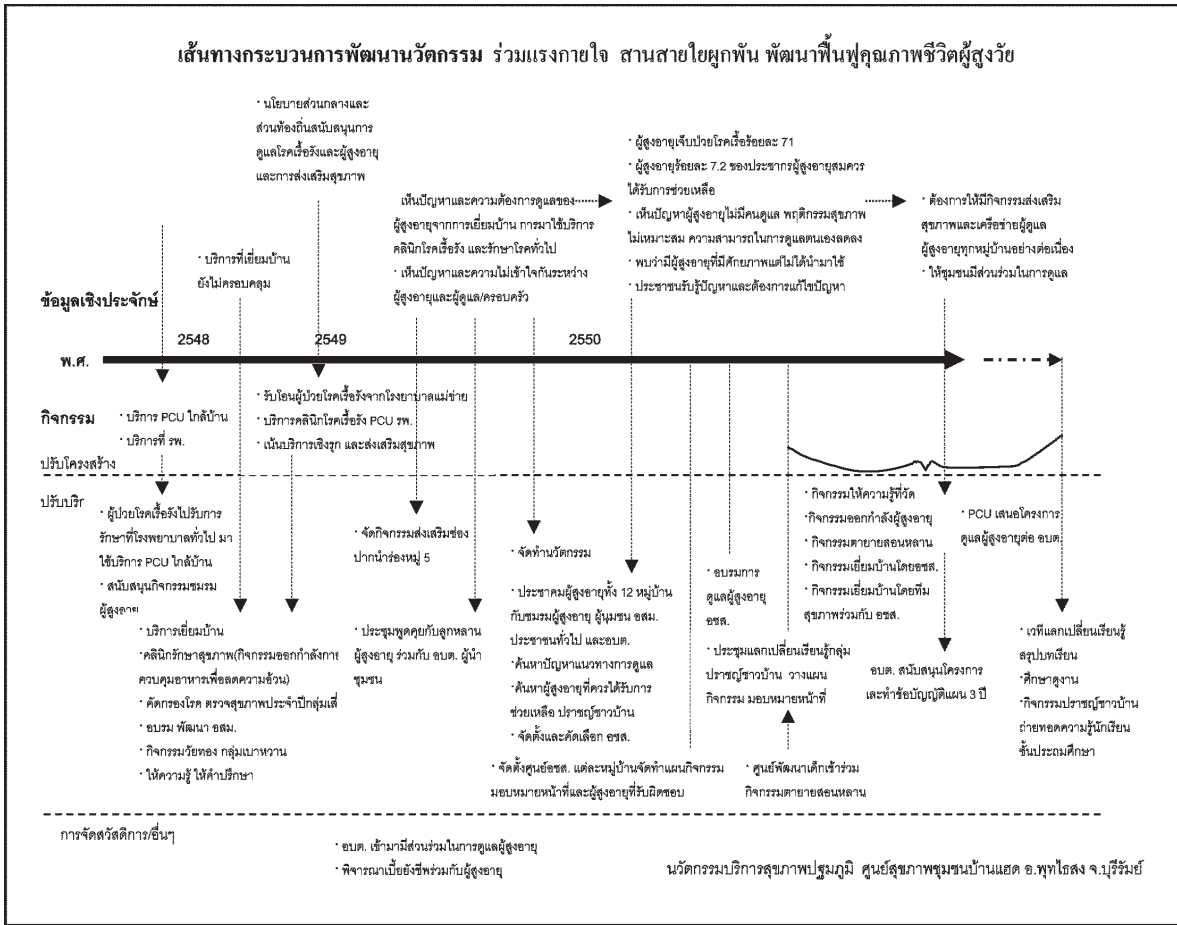 เส้นทางกระบวนการพัฒนานวัตกรรม ร่วมแรงกายใจ สานสายใยผูกพัน พัฒนาฟื้นฟูคุณภาพชีวิตผู้สูงวัย
· นโยบายส่วนกลางและ
ส่วนท้องถิ่นสนับสนุนการ
ดูแลโรคเรื้อรังและผู้สูงอายุ
และการส่งเสริมสุขภาพ
· บริการที่เยี่ยมบ้าน
ยังไม่ครอบคลุม
เห็นปัญหาและความต้องการดูแลของ
ผู้สูงอายุจากการเยี่ยมบ้าน การมาใช้บริการ
คลินิกโรคเรื้อรัง และรักษาโรคทั่วไป
· เห็นปัญหาและความไม่เข้าใจกันระหว่าง
ผู้สูงอายุและผู้ดูแล/ครอบครัว
· ผู้สูงอายุเจ็บป่วยโรคเรื้อรังร้อยละ 71
· ผู้สูงอายุร้อยละ 7.2 ของประชากรผู้สูงอายุสมควร
ได้รับการช่วยเหลือ
· เห็นปัญหาผู้สูงอายุไม่มีคนดูแล พฤติกรรมสุขภาพ
ไม่เหมาะสม ความสามารถในการดูแลตนเองลดลง
· พบว่ามีผู้สูงอายุที่มีศักยภาพแต่ไม่ได้นำมาใช้
· ประชาชนรับรู้ปัญหาและต้องการแก้ไขปัญหา
· ต้องการให้มีกิจกรรมส่งเสริม
สุขภาพและเครือข่ายผู้ดูแล
ผู้สูงอายุทุกหมู่บ้านอย่างต่อเนื่อง
· ให้ชุมชนมีส่วนร่วมในการดูแล
ข้อมูลเชิงประจักษ์
พ.ศ.
2548
2549
2550
กิจกรรม
· บริการ PCU ใกล้บ้าน
· บริการที่ รพ.
· รับโอนผู้ป่วยโรคเรื้อรังจากโรงพยาบาลแม่ข่าย
· บริการคลินิกโรคเรื้อรัง PCU รพ.
· เน้นบริการเชิงรุก และส่งเสริมสุขภาพ
ปรับโครงสร้าง
ปรับบริ
· ผู้ป่วยโรคเรื้อรังไปรับการ
รักษาที่โรงพยาบาลทั่วไป มา
ใช้บริการ PCU ใกล้บ้าน
· สนับสนุนกิจกรรมชมรม
ผู้สูงอายุ
· บริการเยี่ยมบ้าน
·คลินิกรักษาสุขภาพ(กิจกรรมออกกำลังกาย
ควบคุมอาหารเพื่อลดความอ้วน)
· คัดกรองโรค ตรวจสุขภาพประจำปีกลุ่มเสี่
· อบรม พัฒนา อสม.
· กิจกรรมวัยทอง กลุ่มเบาหวาน
· ให้ความรู้ ให้คำปรึกษา
· จัดกิจกรรมส่งเสริมช่อง
ปากนำร่องหมู่ 5
· ประชุมพูดคุยกับลูกหลาน
ผู้สูงอายุ ร่วมกับ อบต. ผู้นำ
ชุมชน
· จัดทำนวัตกรรม
· ประชาคมผู้สูงอายุทั้ง 12 หมู่บ้าน
กับชมรมผู้สูงอายุ ผู้นุมชน อสม.
ประชาชนทั่วไป และอบต.
· ค้นหาปัญหาแนวทางการดูแล
· ค้นหาผู้สูงอายุที่ควรได้รับการ
ช่วยเหลือ ปราชญ์ชาวบ้าน
· จัดตั้งและคัดเลือก อชส.
· จัดตั้งศูนย์อชส. แต่ละหมู่บ้านจัดทำแผนกิจกรรม
มอบหมายหน้าที่และผู้สูงอายุที่รับผิดชอบ
· อบรมการ
ดูแลผู้สูงอายุ
อชส.
· ประชุมแลกเปลี่ยนเรียนรู้กลุ่ม
ปราชญ์ชาวบ้าน วางแผน
กิจกรรม มอบหมายหน้าที่
· ศูนย์พัฒนาเด็กเข้าร่วม
กิจกรรมตายายสอนหลาน
· กิจกรรมให้ความรู้ที่วัด
·กิจกรรมออกกำลังผู้สูงอายุ
· กิจกรรมตายายสอนหลาน
· กิจกรรมเยี่ยมบ้านโดยอชส.
· กิจกรรมเยี่ยมบ้านโดยทีม
สุขภาพร่วมกับ อชส.
อบต. สนับสนุนโครงการ
และทำข้อบัญญัติแผน 3 ปี
· PCU เสนอโครงการ
ดูแลผู้สูงอายุต่อ อบต.
· เวทีแลกเปลี่ยนเรียนรู้
สรุปบทเรียน
· ศึกษาดูงาน
· กิจกรรมปราชญ์ชาวบ้าน
ถ่ายทอดความรู้นักเรียน
ชั้นประถมศึกษา
การจัดสวัสดิการ/อื่นๆ
· อบต. เข้ามามีส่วนร่วมในการดูแลผู้สูงอายุ
· พิจารณาเบี้ยยังชีพร่วมกับผู้สูงอายุ
นวัตกรรมบริการสุขภาพปฐมภูมิ ศูนย์สุขภาพชุมชนบ้านแฮด อ.พุทไธสง จ.บุรีรัมย์